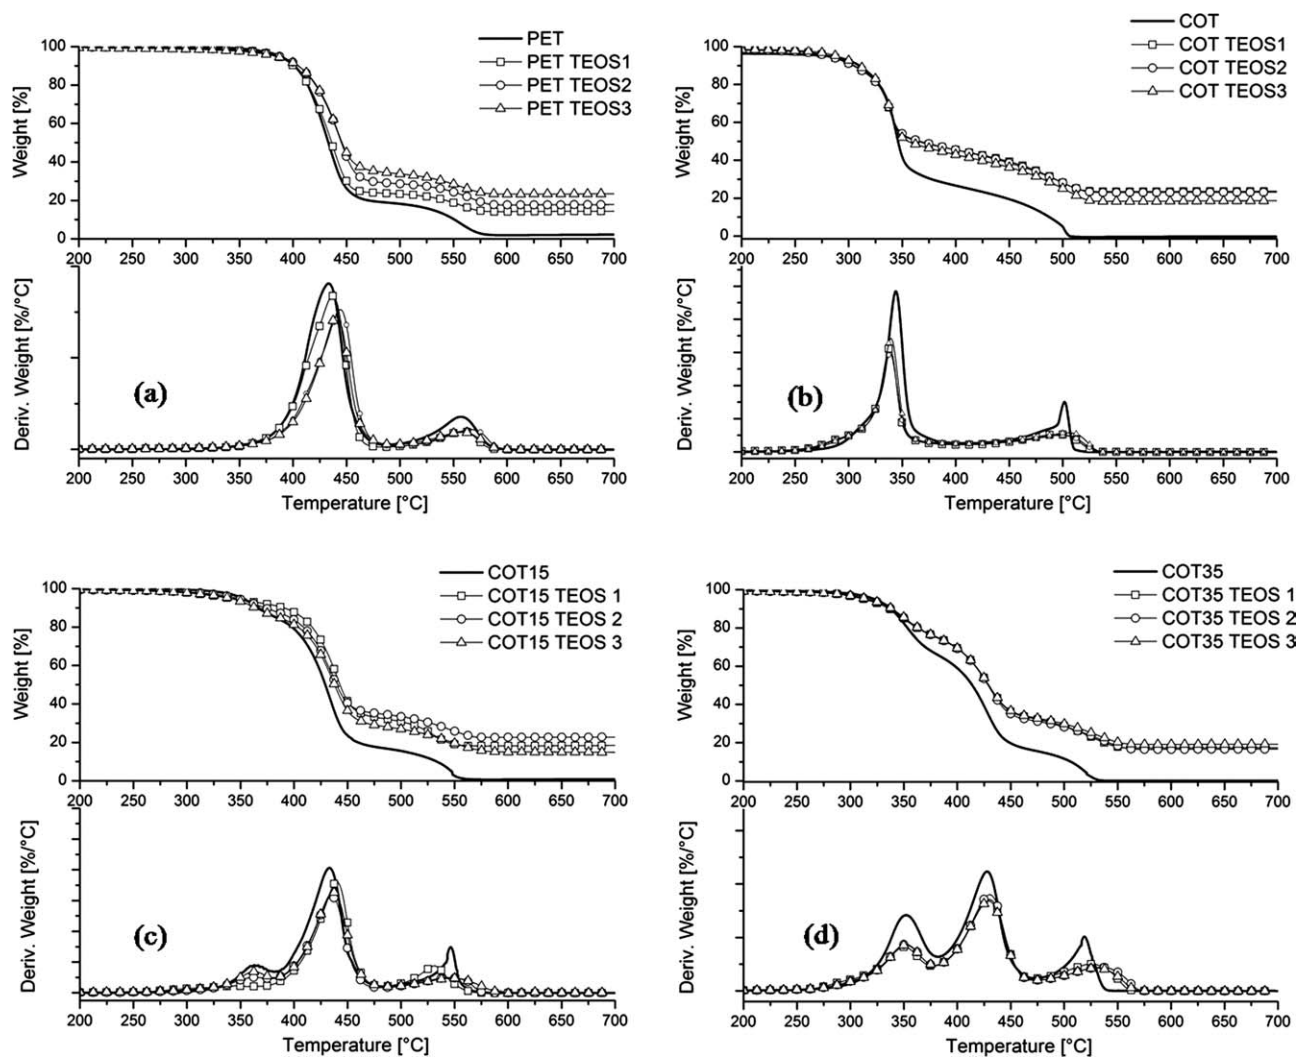 PET
PET TEOS1
PET TEOS2
PET TEOS3
Weight [%]
100
80
60
40
20
0
200 250 300 350 400 450 500 550 600 650 700
Deriv. Weight [%/°C]
(a)
200 250 300 350 400 450 500 550 600 650 700
Temperature [°C]
COT
COT TEOS1
COT TEOS2
COT TEOS3
Weight [%]
100
80
60
40
20
0
200 250 300 350 400 450 500 550 600 650 700
Deriv. Weight [%/°C]
(b)
200 250 300 350 400 450 500 550 600 650 700
Temperature [°C]
COT15
COT15 TEOS 1
COT15 TEOS 2
COT15 TEOS 3
Weight [%]
100
80
60
40
20
0
200 250 300 350 400 450 500 550 600 650 700
Deriv. Weight [%/°C]
(c)
200 250 300 350 400 450 500 550 600 650 700
Temperature [°C]
COT35
COT35 TEOS 1
COT35 TEOS 2
COT35 TEOS 3
Weight [%]
100
80
60
40
20
0
200 250 300 350 400 450 500 550 600 650 700
Deriv. Weight [%/°C]
(d)
200 250 300 350 400 450 500 550 600 650 700
Temperature [°C]